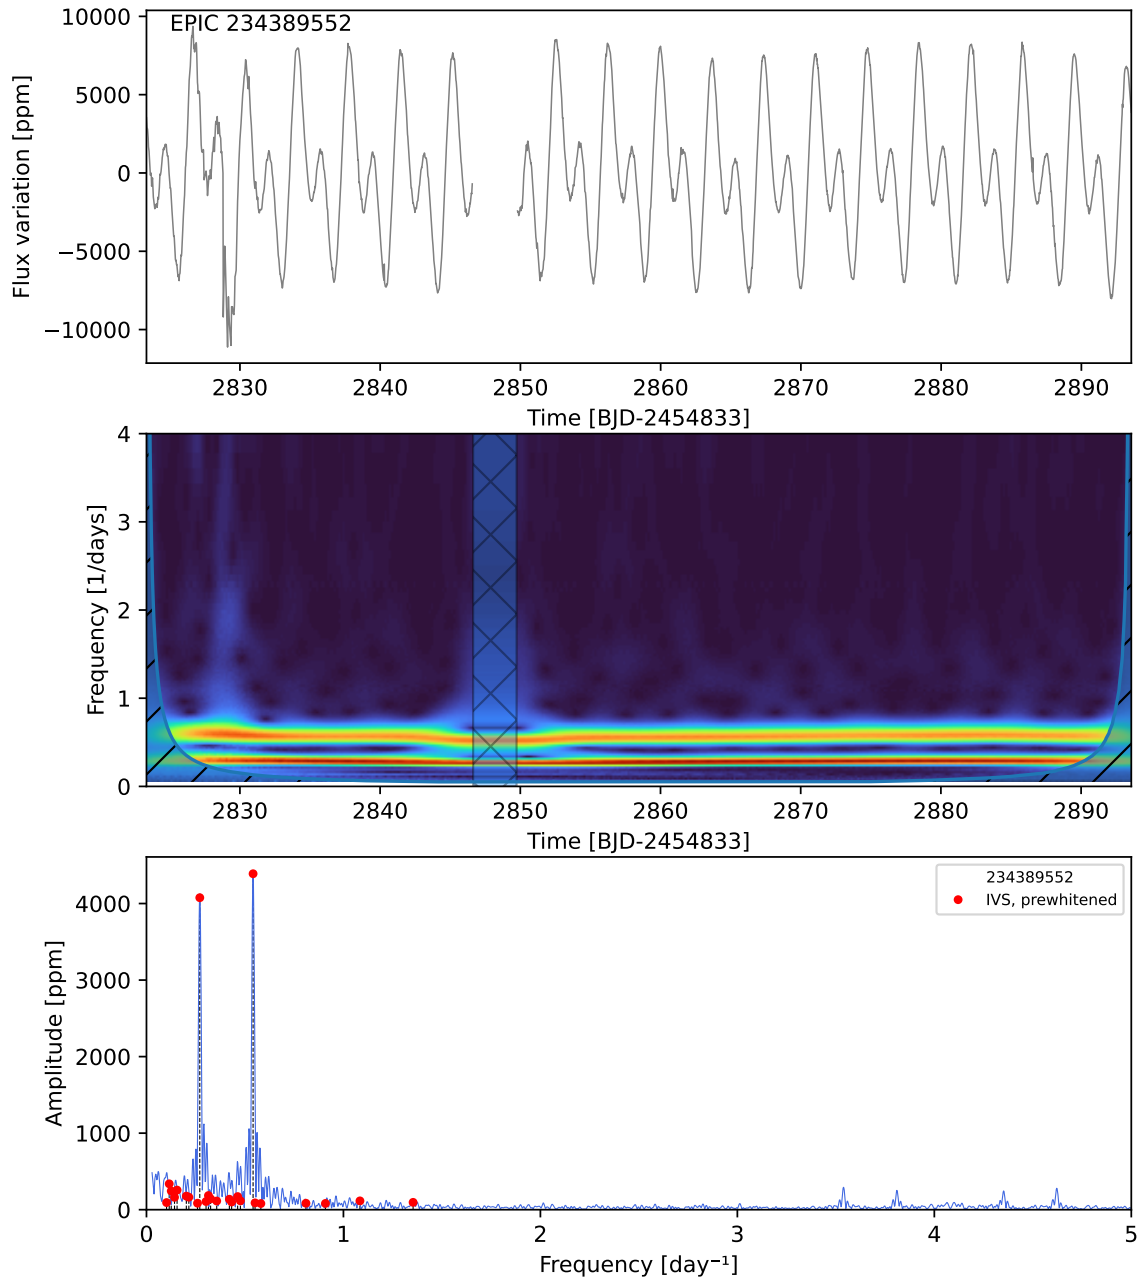 10000
5000
0
−5000
−10000
Flux variation [ppm]
EPIC 234389552
2830 2840 2850 2860 2870 2880 2890
Time [BJD-2454833]
4
3
2
1
0
Frequency [1/days]
2830 2840 2850 2860 2870 2880 2890
Time [BJD-2454833]
4000
3000
2000
1000
0
Amplitude [ppm]
234389552
IVS, prewhitened
0 1 2 3 4 5
Frequency [day⁻¹]